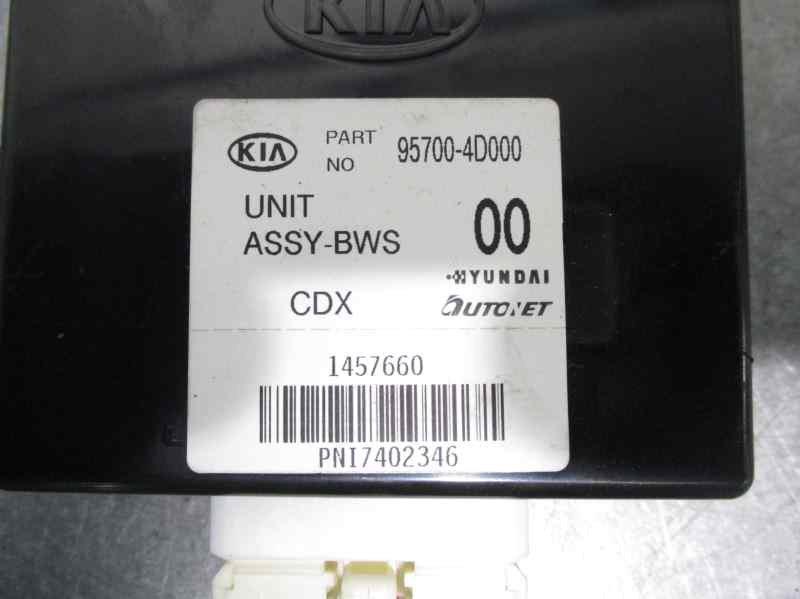 KIA
KIA PART NO 95700-4D000
UNIT ASSY-BWS 00
HYUNDAI
CDX AUTONET
1457660
PNI7402346